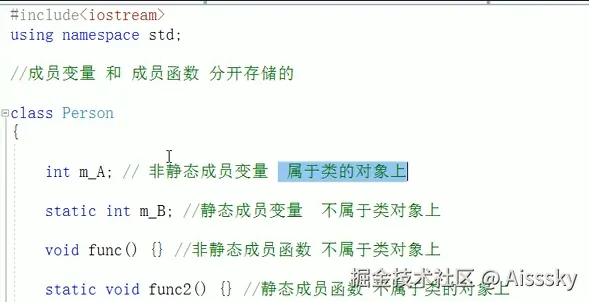 #include<iostream>
using namespace std;
//成员变量 和 成员函数 分开存储的
class Person
{
int m_A; // 非静态成员变量 属于类的对象上
static int m_B; //静态成员变量 不属于类对象上
void func() {} //非静态成员函数 不属于类对象上
static void func2() {} //静态成员函数 不属于类的对象上
掘金技术社区 @ Aisssky